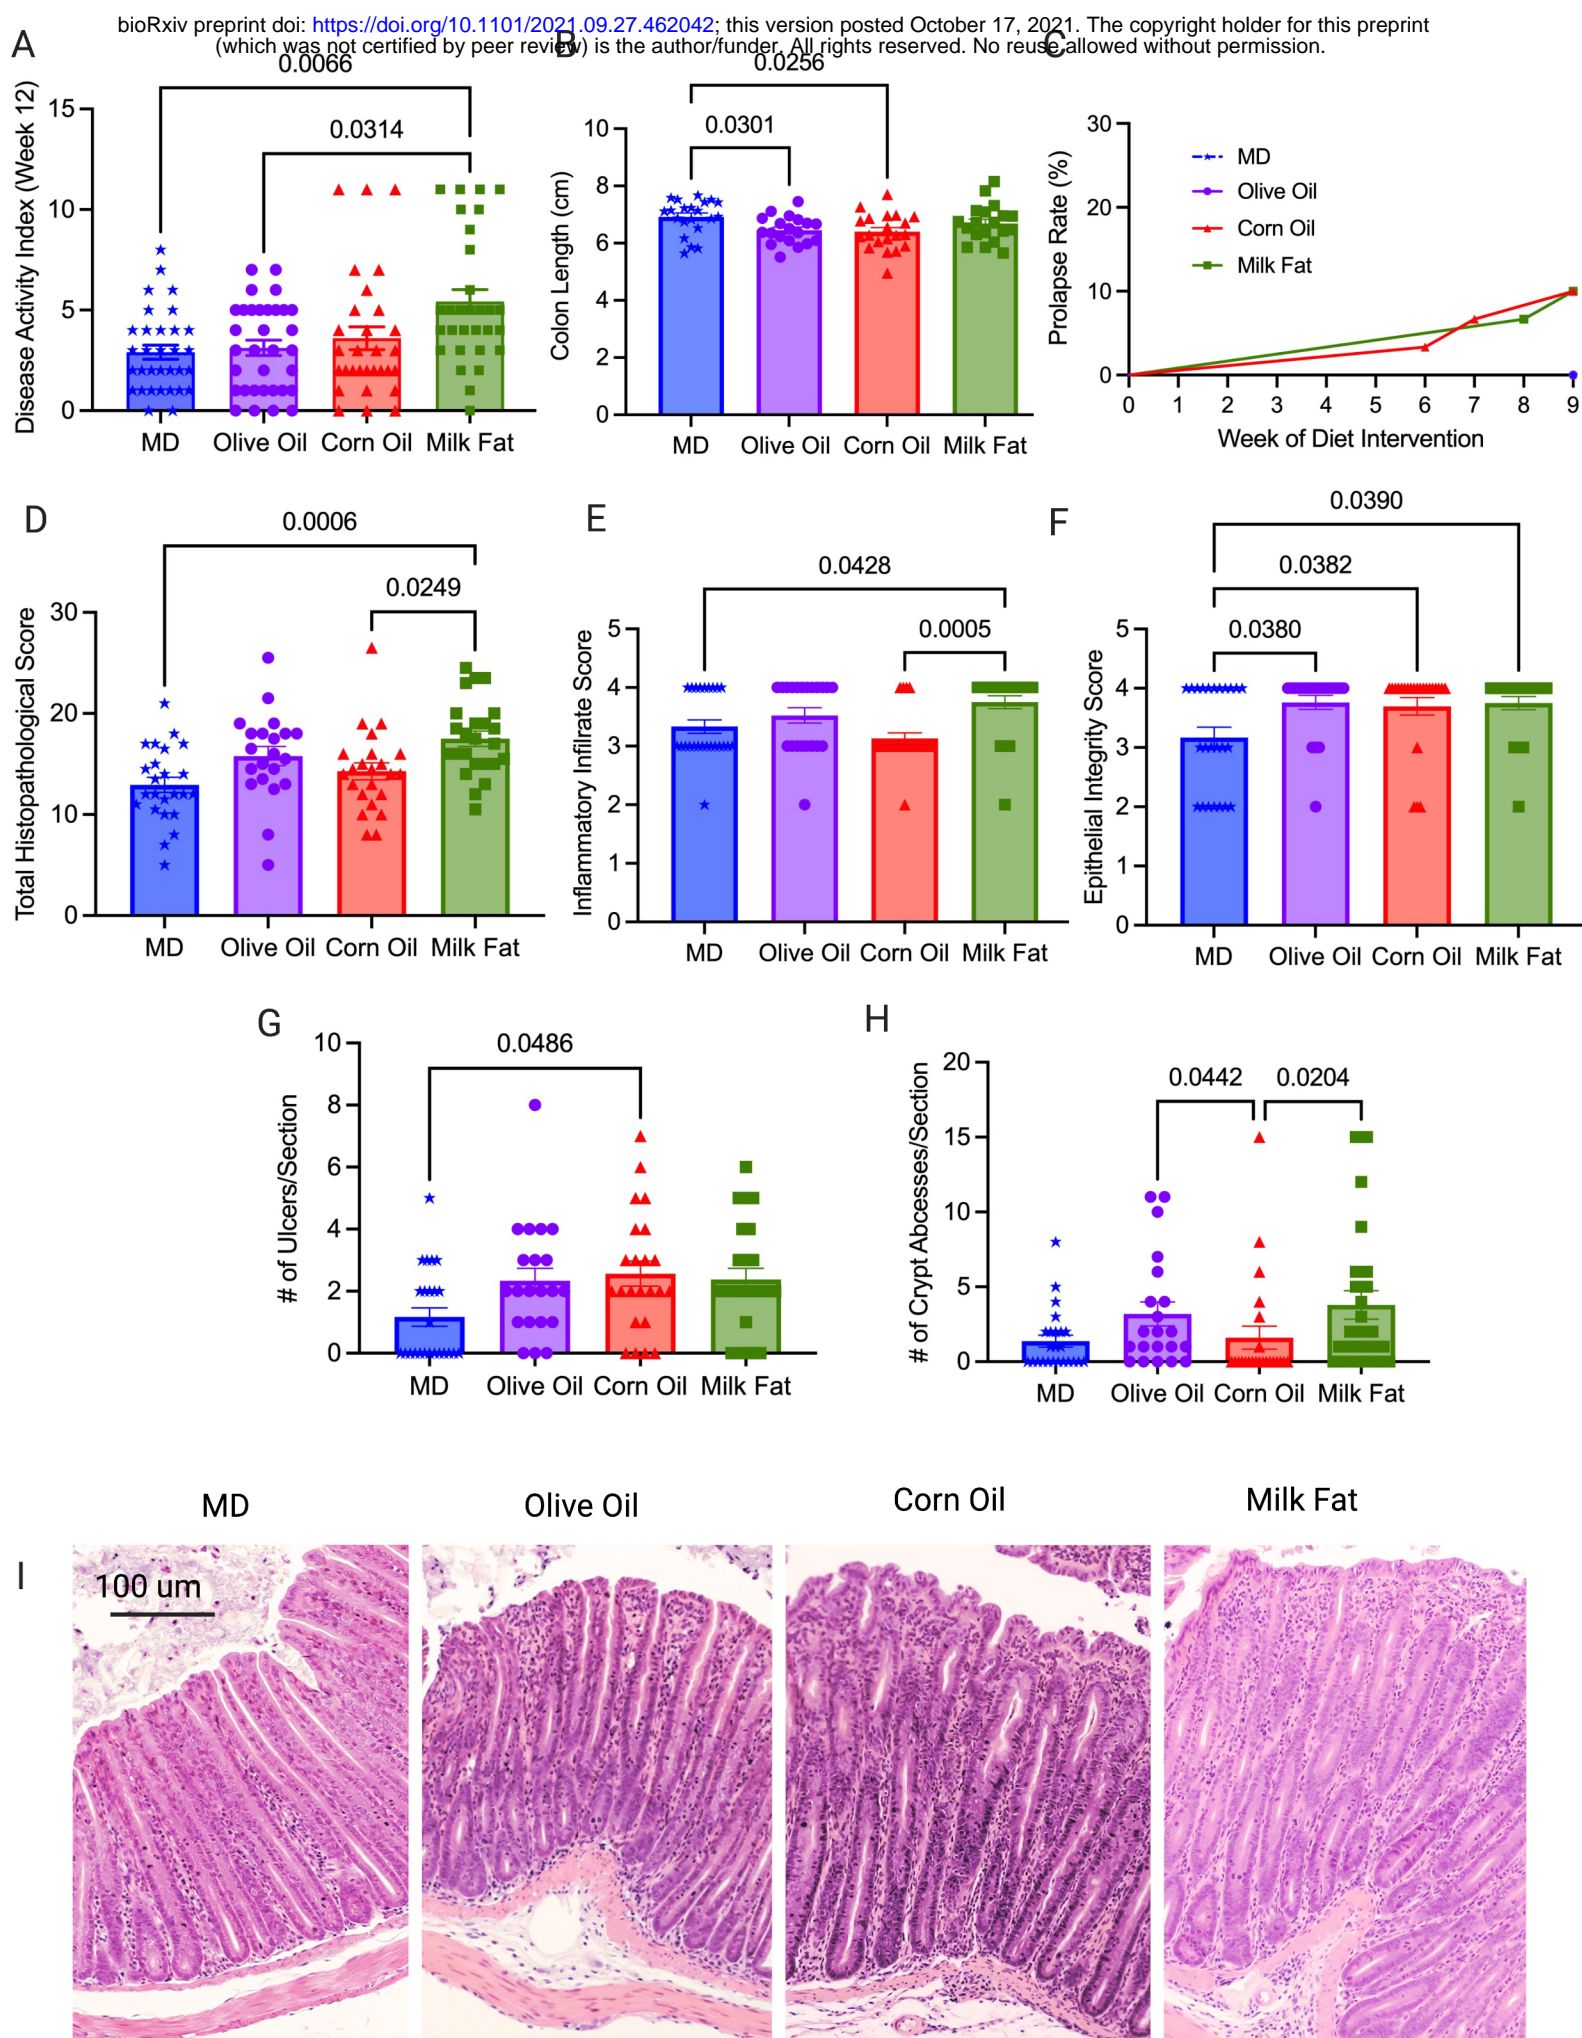 bioRxiv preprint doi: https://doi.org/10.1101/2021.09.27.462042; this version posted October 17, 2021. The copyright holder for this preprint
(which was not certified by peer review) is the author/funder. All rights reserved. No reuse allowed without permission.
A
0.0066
0.0314
Disease Activity Index (Week 12)
15
10
5
0
MD Olive Oil Corn Oil Milk Fat
B
0.0256
0.0301
Colon Length (cm)
10
8
6
4
2
0
MD Olive Oil Corn Oil Milk Fat
C
Prolapse Rate (%)
30
20
10
0
MD
Olive Oil
Corn Oil
Milk Fat
0 1 2 3 4 5 6 7 8 9
Week of Diet Intervention
D
0.0006
0.0249
Total Histopathological Score
30
20
10
0
MD Olive Oil Corn Oil Milk Fat
E
0.0428
0.0005
Inflammatory Infilrate Score
5
4
3
2
1
0
MD Olive Oil Corn Oil Milk Fat
F
0.0390
0.0382
0.0380
Epithelial Integrity Score
5
4
3
2
1
0
MD Olive Oil Corn Oil Milk Fat
G
0.0486
# of Ulcers/Section
10
8
6
4
2
0
MD Olive Oil Corn Oil Milk Fat
H
0.0442 0.0204
# of Crypt Abcesses/Section
20
15
10
5
0
MD Olive Oil Corn Oil Milk Fat
I
MD Olive Oil Corn Oil Milk Fat
100 um